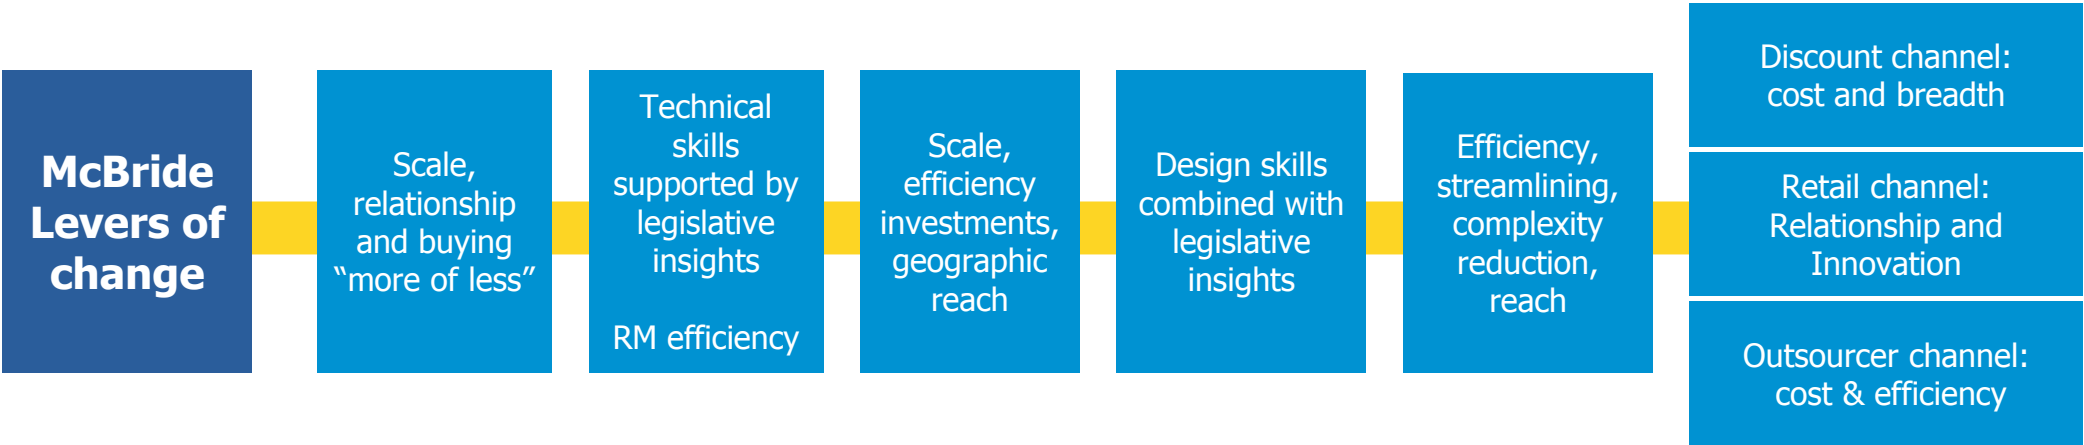 McBride
Levers of
change
Scale,
relationship
and buying
“more of less”
Technical
skills
supported by
legislative
insights
RM efficiency
Scale,
efficiency
investments,
geographic
reach
Design skills
combined with
legislative
insights
Efficiency,
streamlining,
complexity
reduction,
reach
Discount channel:
cost and breadth
Retail channel:
Relationship and
Innovation
Outsourcer channel:
cost & efficiency